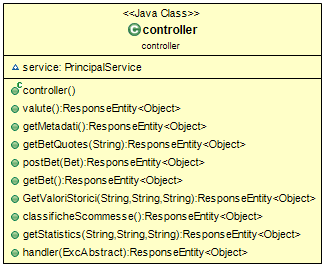 <<Java Class>>
controller
controller
service: PrincipalService
controller()
valute():ResponseEntity<Object>
getMetadati():ResponseEntity<Object>
getBetQuotes(String):ResponseEntity<Object>
postBet(Bet):ResponseEntity<Object>
getBet():ResponseEntity<Object>
GetValoriStorici(String,String,String):ResponseEntity<Object>
classificheScommesse():ResponseEntity<Object>
getStatistics(String,String,String):ResponseEntity<Object>
handler(ExcAbstract):ResponseEntity<Object>